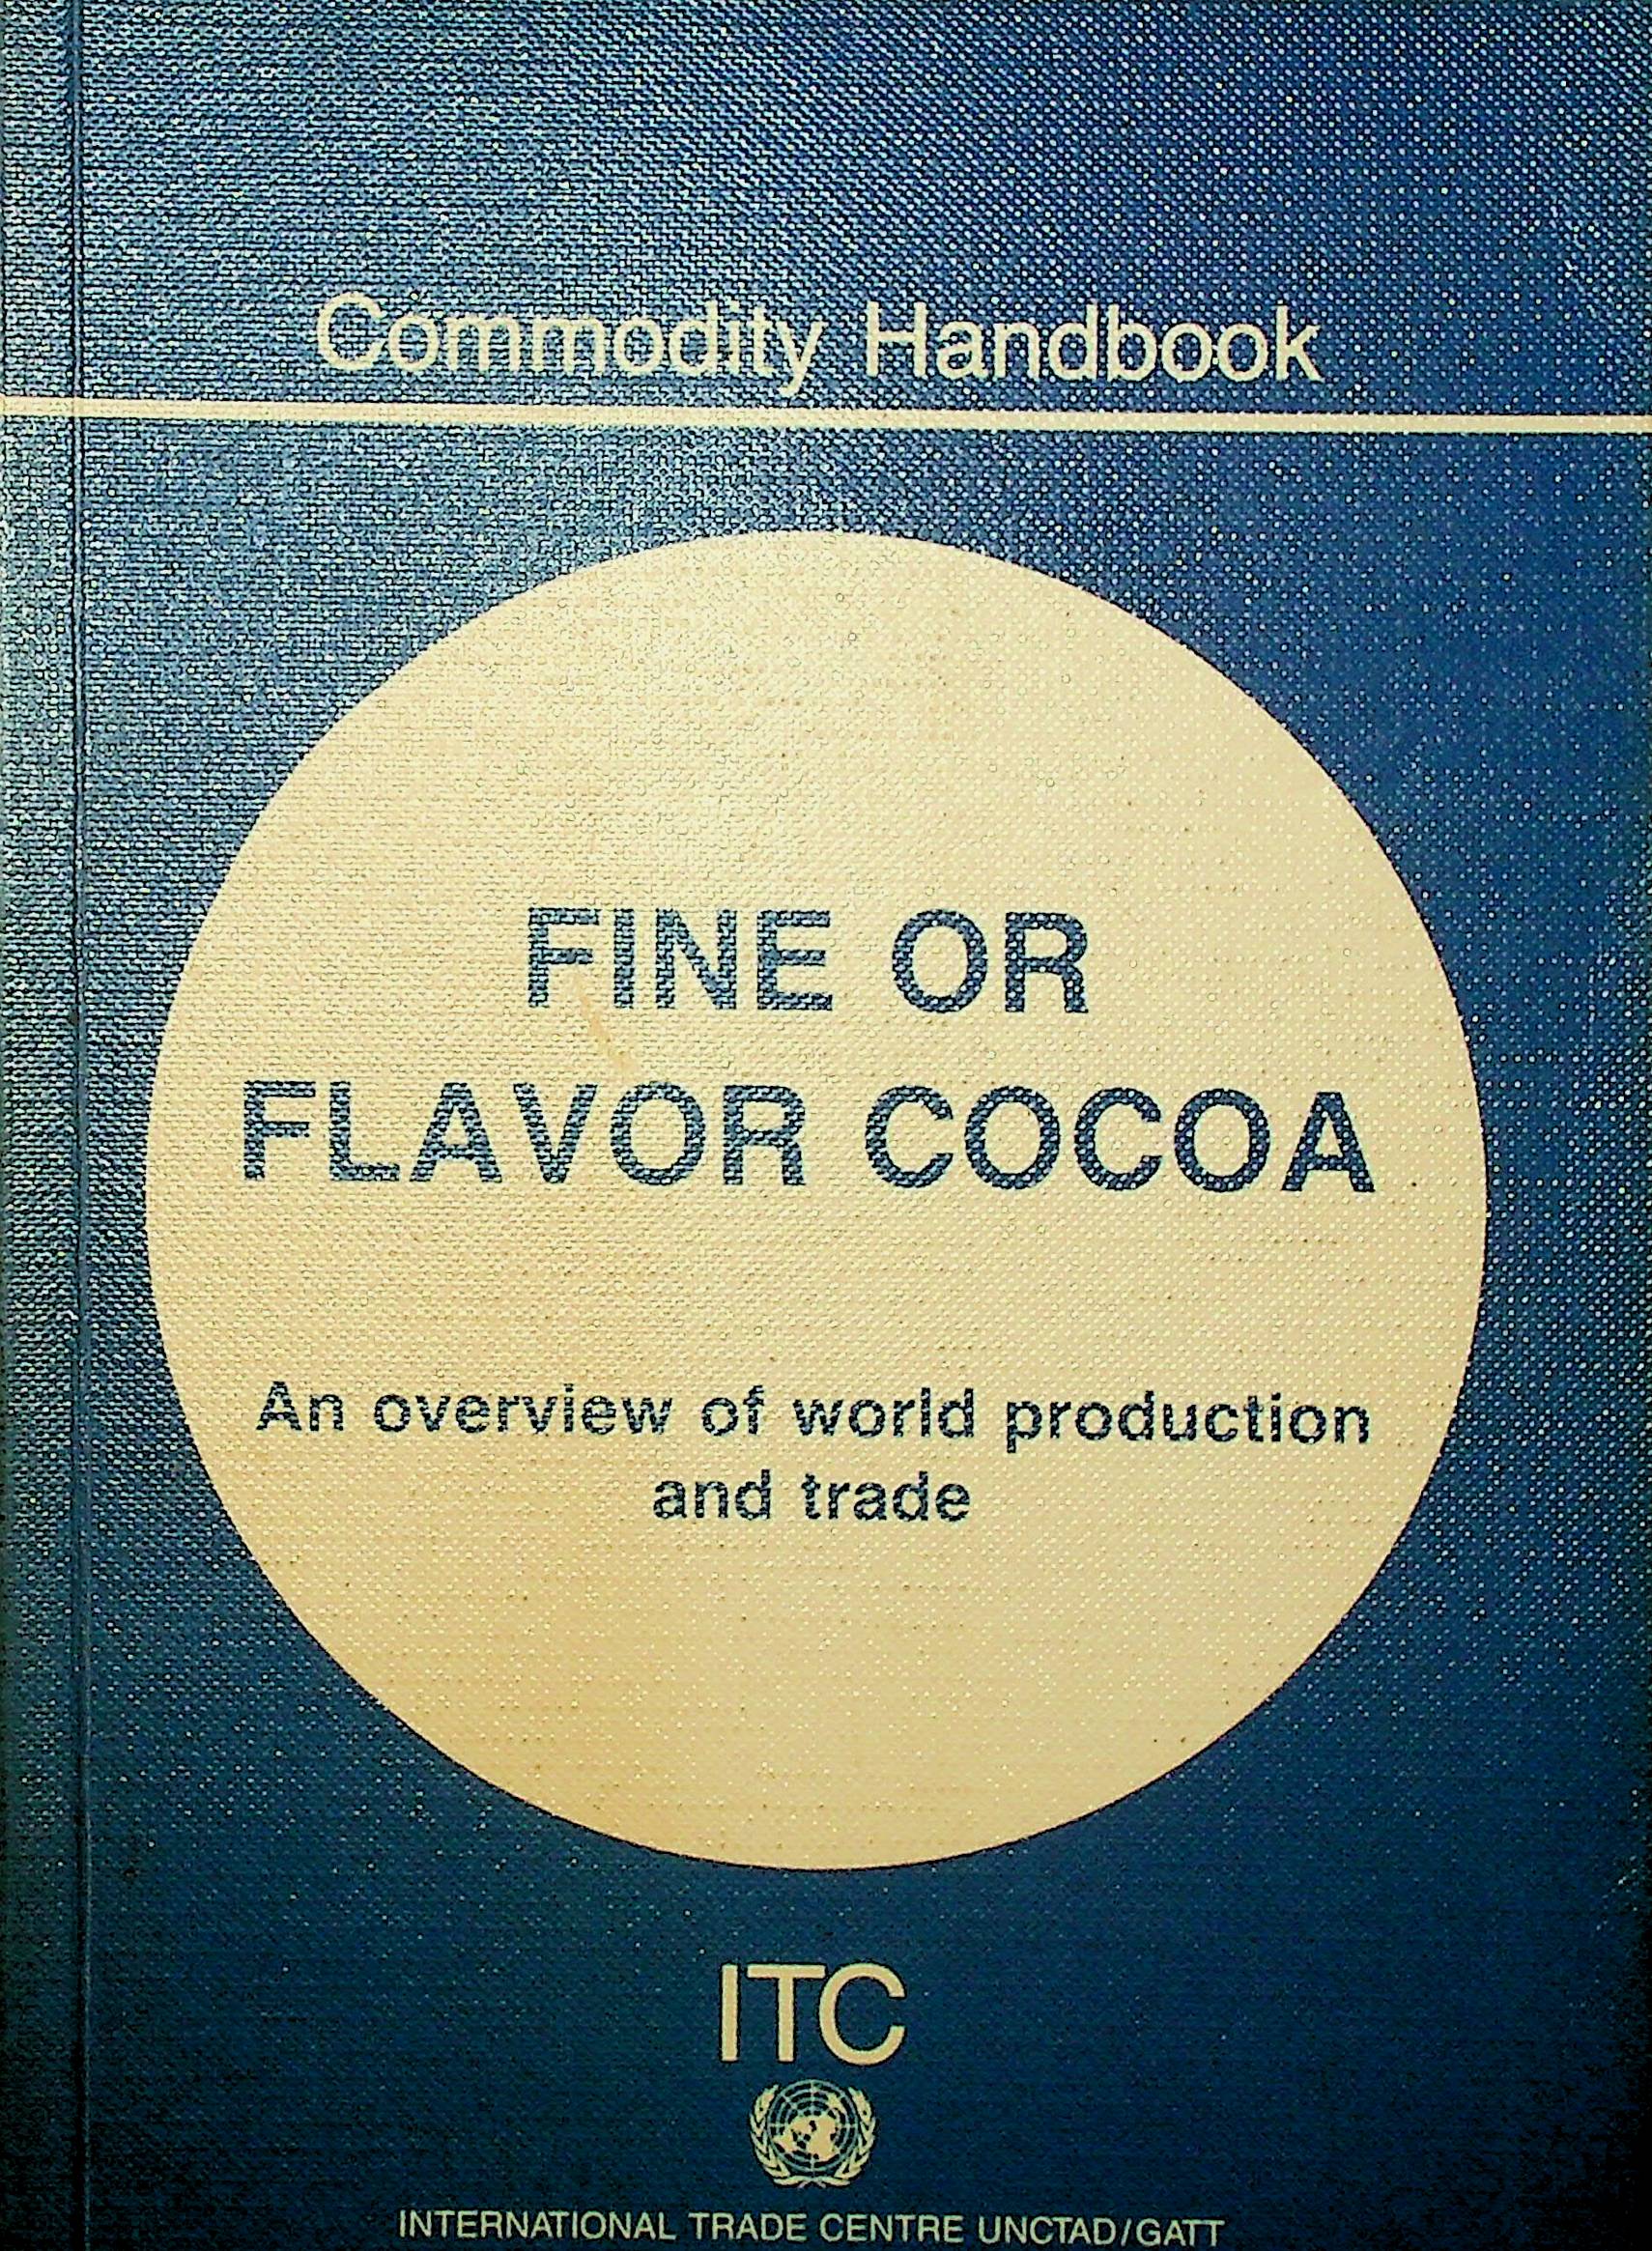 Commodity Handbook
FINE OR
FLAVOR COCOA
An overview of world production
and trade
ITC
INTERNATIONAL TRADE CENTRE UNCTAD/GATT